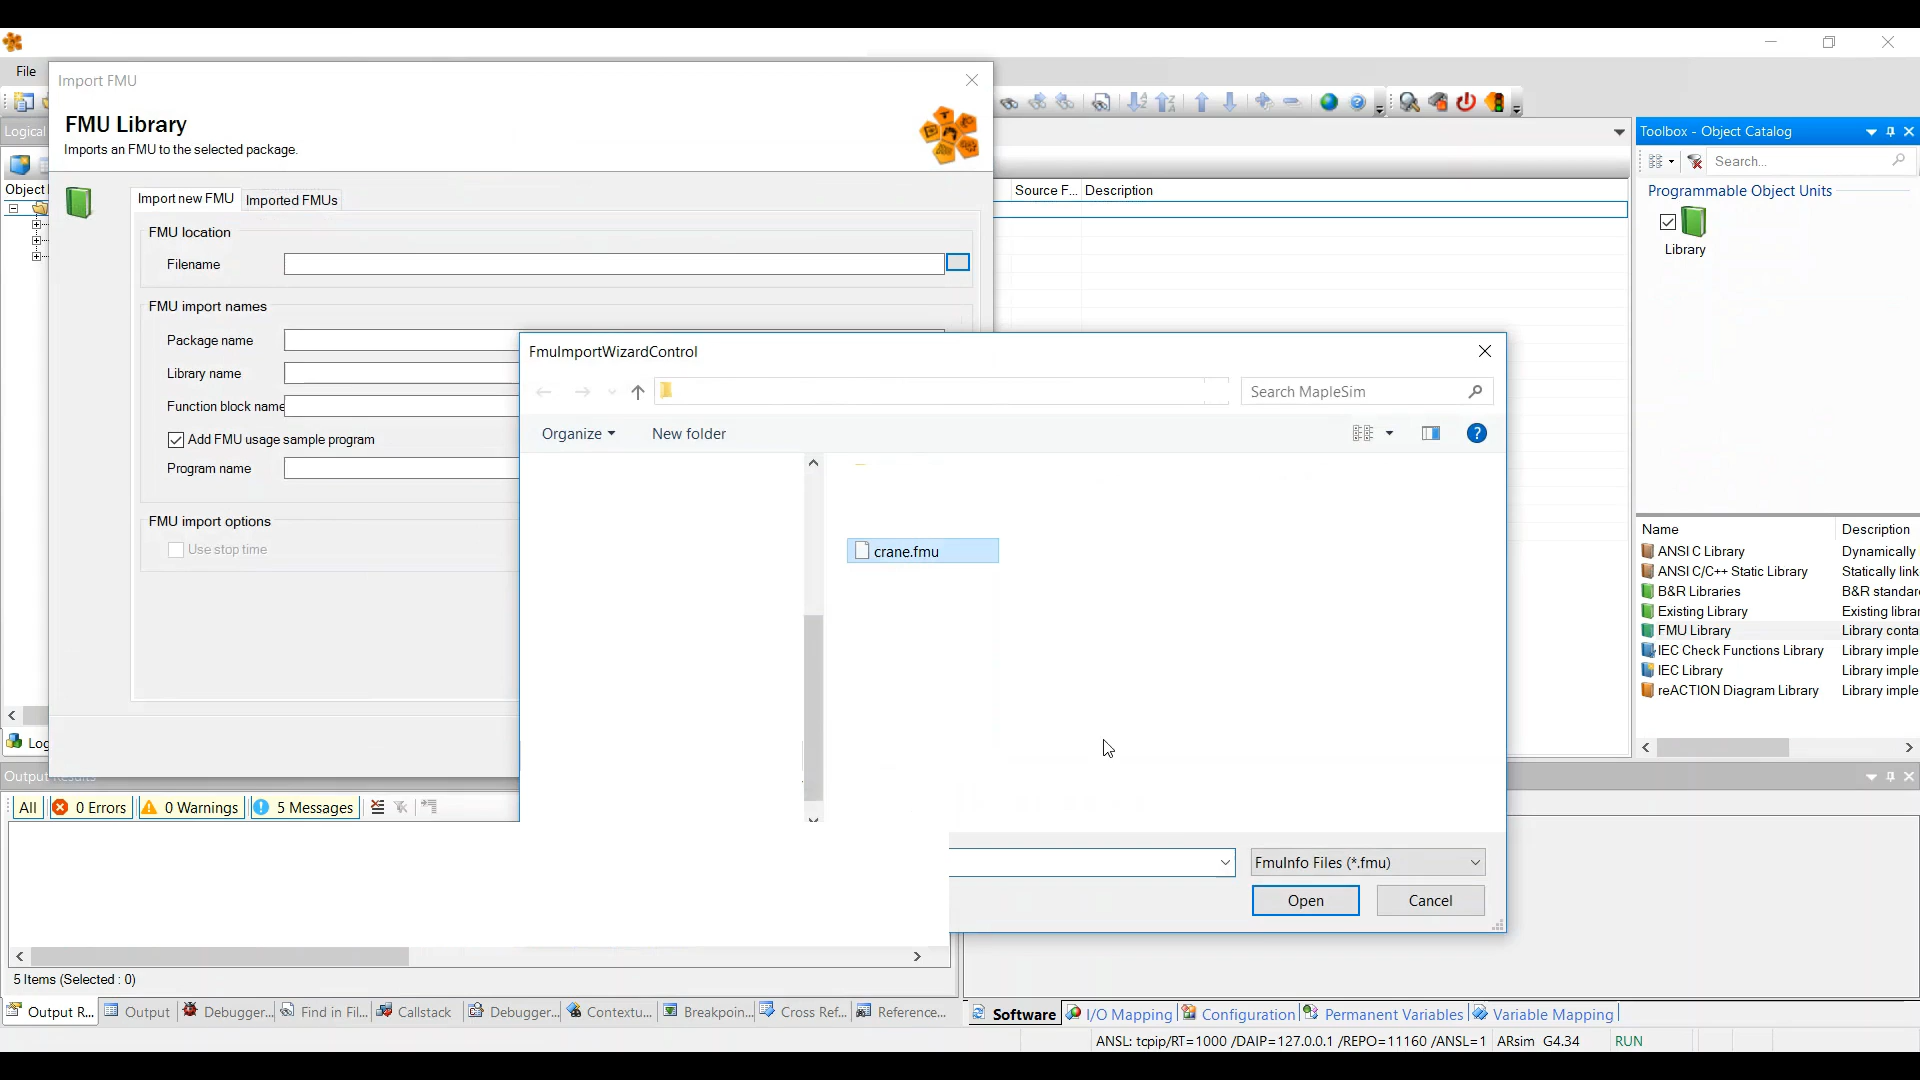 File
Import FMU
FMU Library
Imports an FMU to the selected package.
Import new FMU
Imported FMUs
FMU location
Filename
FMU import names
Package name
Library name
Function block name
Add FMU usage sample program
Program name
FMU import options
Use stop time
Logical
Object
Source F...
Description
Toolbox - Object Catalog
Search...
Programmable Object Units
Library
Name
Description
ANSI C Library
Dynamically
ANSI C/C++ Static Library
Statically link
B&R Libraries
B&R standar
Existing Library
Existing librar
FMU Library
Library conta
IEC Check Functions Library
Library imple
IEC Library
Library imple
reACTION Diagram Library
Library imple
FmuImportWizardControl
Search MapleSim
Organize
New folder
crane.fmu
FmuInfo Files (*.fmu)
Open
Cancel
Log
Output Results
All
0 Errors
0 Warnings
5 Messages
5 Items (Selected : 0)
Output R...
Output
Debugger...
Find in Fil...
Callstack
Debugger...
Contextu...
Breakpoin...
Cross Ref...
Reference...
Software
I/O Mapping
Configuration
Permanent Variables
Variable Mapping
ANSL: tcpip/RT=1000 /DAIP=127.0.0.1 /REPO=11160 /ANSL=1
ARsim
G4.34
RUN